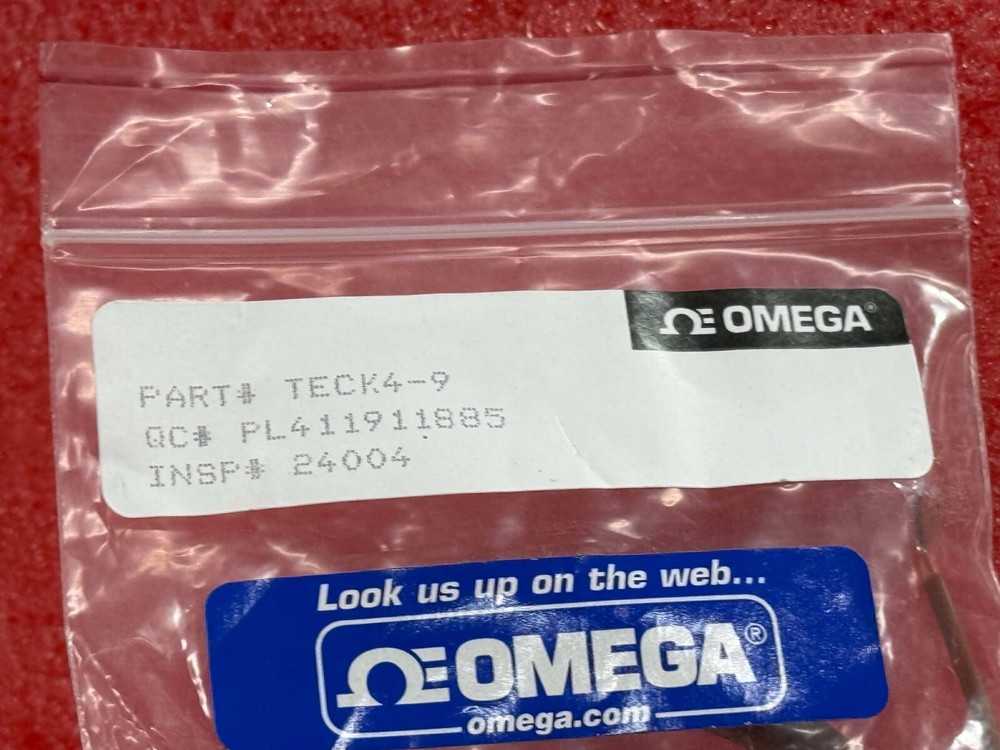 OMEGA®
PART# TECK4-9
QC# PL411911885
INSP# 24004
Look us up on the web...
OMEGA®
omega.com